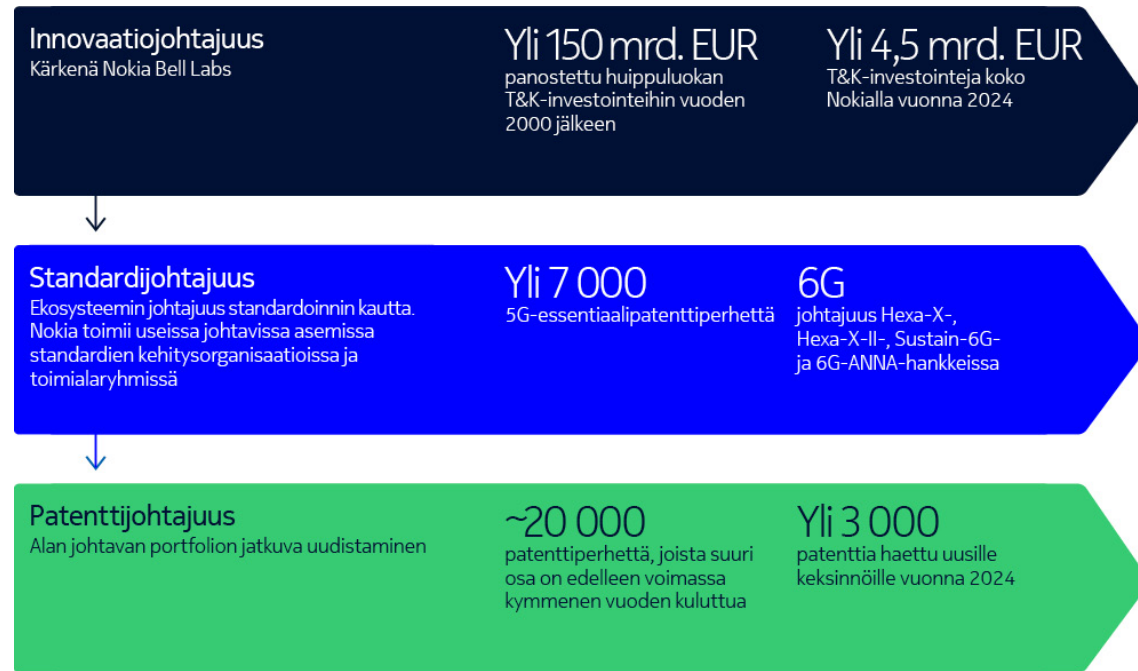 Innovaatiojohtajuus
Kärkenä Nokia Bell Labs
Yli 150 mrd. EUR
panostettu huippuluokan
T&K-investointeihin vuoden
2000 jälkeen
Yli 4,5 mrd. EUR
T&K-investointeja koko
Nokialla vuonna 2024
Standardijohtajuus
Ekosysteemin johtajuus standardoinnin kautta.
Nokia toimii useissa johtavissa asemissa
standardien kehitysorganisaatioissa ja
toimialaryhmissä
Yli 7 000
5G-essentiaalipatenttiperhettä
6G
johtajuus Hexa-X-,
Hexa-X-II-, Sustain-6G-
ja 6G-ANNA-hankkeissa
Patenttijohtajuus
Alan johtavan portfolion jatkuva uudistaminen
~20 000
patenttiperhettä, joista suuri
osa on edelleen voimassa
kymmenen vuoden kuluttua
Yli 3 000
patenttia haettu uusille
keksinnöille vuonna 2024